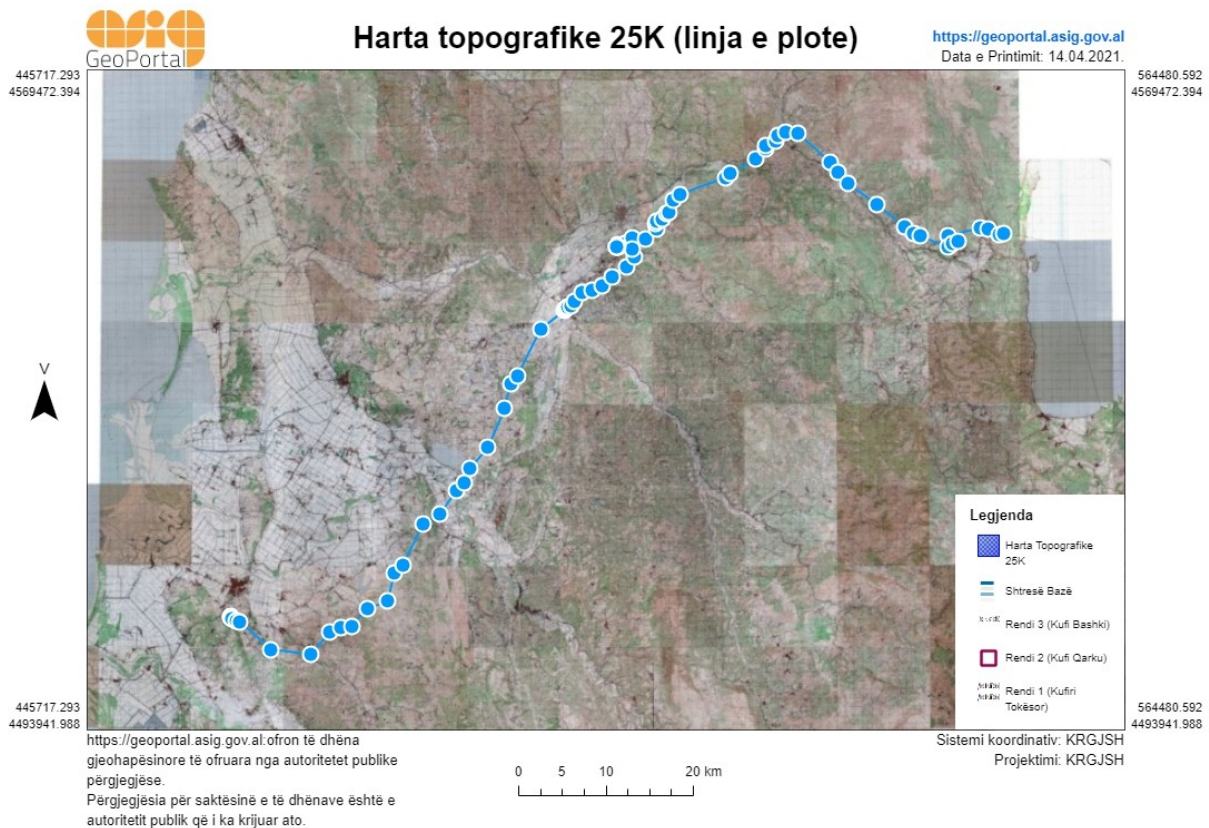 asig
GeoPortal
Harta topografike 25K (linja e plote)
https://geoportal.asig.gov.al
Data e Printimit: 14.04.2021.
445717.293
4569472.394
564480.592
4569472.394
V
Legjenda
Harta Topografike
25K
Shtresë Bazë
Rendi 3 (Kufi Bashki)
Rendi 2 (Kufi Qarku)
Rendi 1 (Kufiri
Tokësor)
445717.293
4493941.988
564480.592
4493941.988
https://geoportal.asig.gov.al:ofron të dhëna
gjeohapësinore të ofruara nga autoritetet publike
përgjegjëse.
Përgjegjësia për saktësinë e të dhënave është e
autoritetit publik që i ka krijuar ato.
0 5 10 20 km
Sistemi koordinativ: KRGJSH
Projektimi: KRGJSH